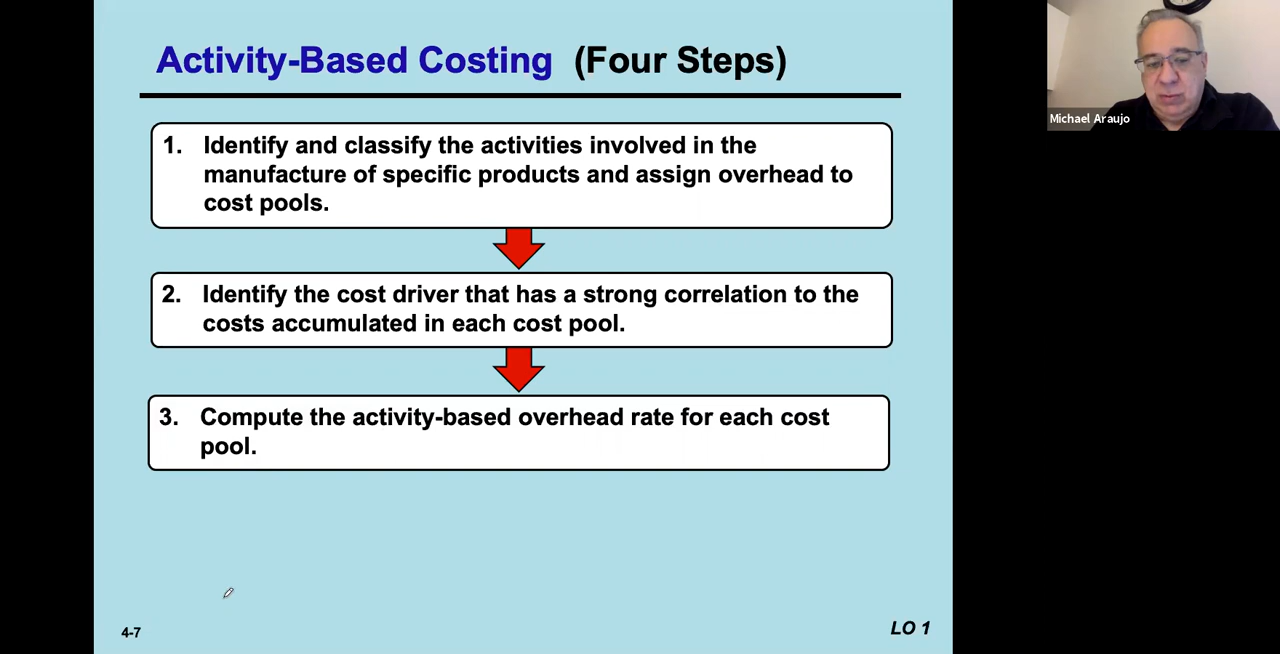 Activity-Based Costing (Four Steps)
Michael Araujo
1. Identify and classify the activities involved in the
manufacture of specific products and assign overhead to
cost pools.
2. Identify the cost driver that has a strong correlation to the
costs accumulated in each cost pool.
3. Compute the activity-based overhead rate for each cost
pool.
4-7
LO 1